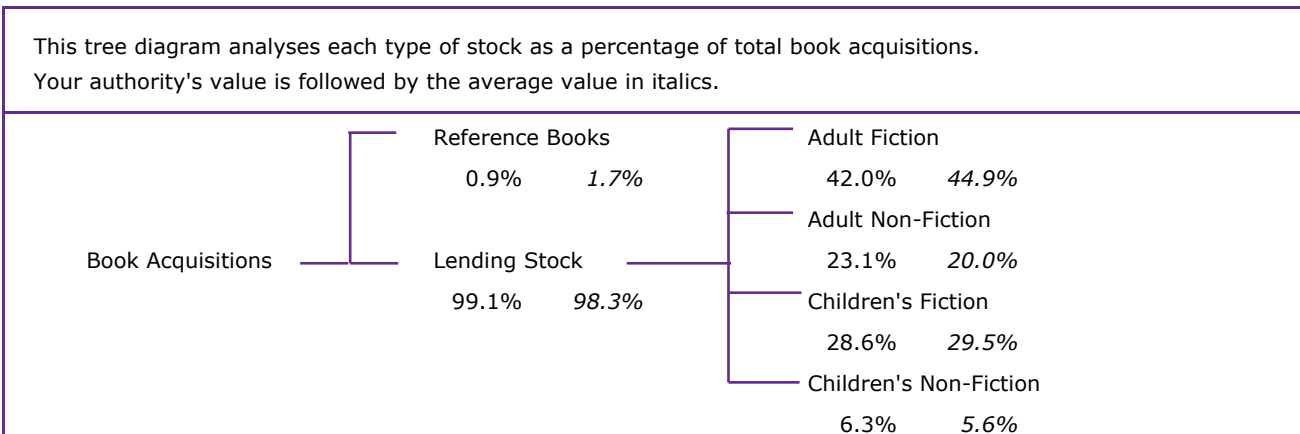 This tree diagram analyses each type of stock as a percentage of total book acquisitions.
Your authority's value is followed by the average value in italics.
Reference Books
0.9% 1.7%
Book Acquisitions
Lending Stock
99.1% 98.3%
Adult Fiction
42.0% 44.9%
Adult Non-Fiction
23.1% 20.0%
Children's Fiction
28.6% 29.5%
Children's Non-Fiction
6.3% 5.6%